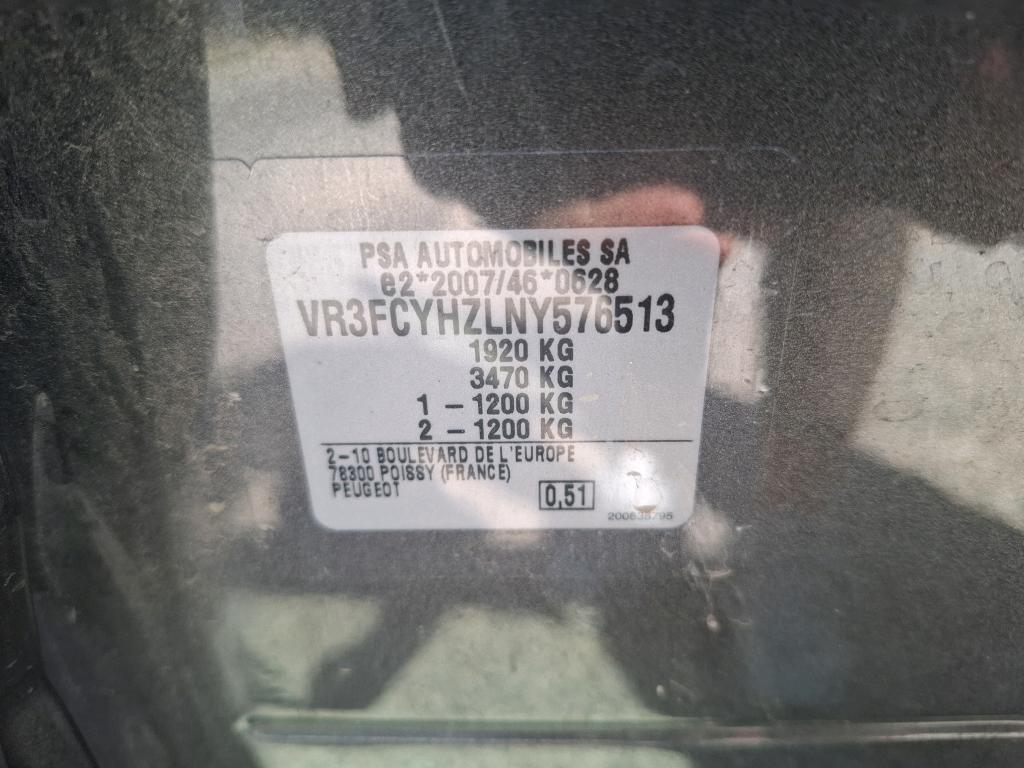 PSA AUTOMOBILES SA
e2*2007/46*0628
VR3FCYHZLNY576513
1920 KG
3470 KG
1 – 1200 KG
2 – 1200 KG
2–10 BOULEVARD DE L'EUROPE
78300 POISSY (FRANCE)
PEUGEOT
0,51